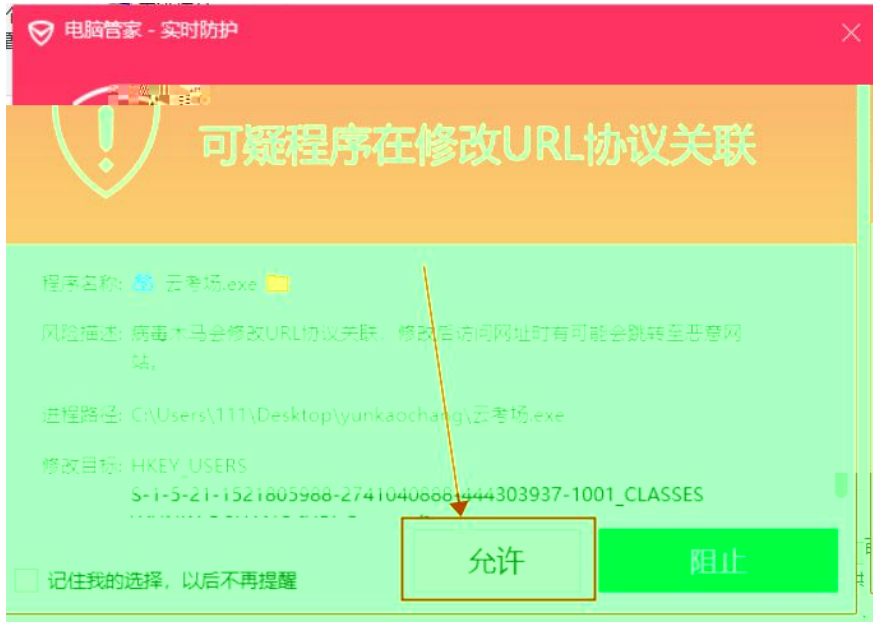 电脑管家 - 实时防护
可疑程序在修改URL协议关联
程序名称: 云考场.exe
风险描述: 病毒木马会修改URL协议关联，修改后访问网址时有可能会跳转至恶意网
站。
进程路径: C:\Users\111\Desktop\yunkaochang\云考场.exe
修改目标: HKEY_USERS
S-1-5-21-1521805988-2741040888-444303937-1001_CLASSES
允许
阻止
记住我的选择，以后不再提醒